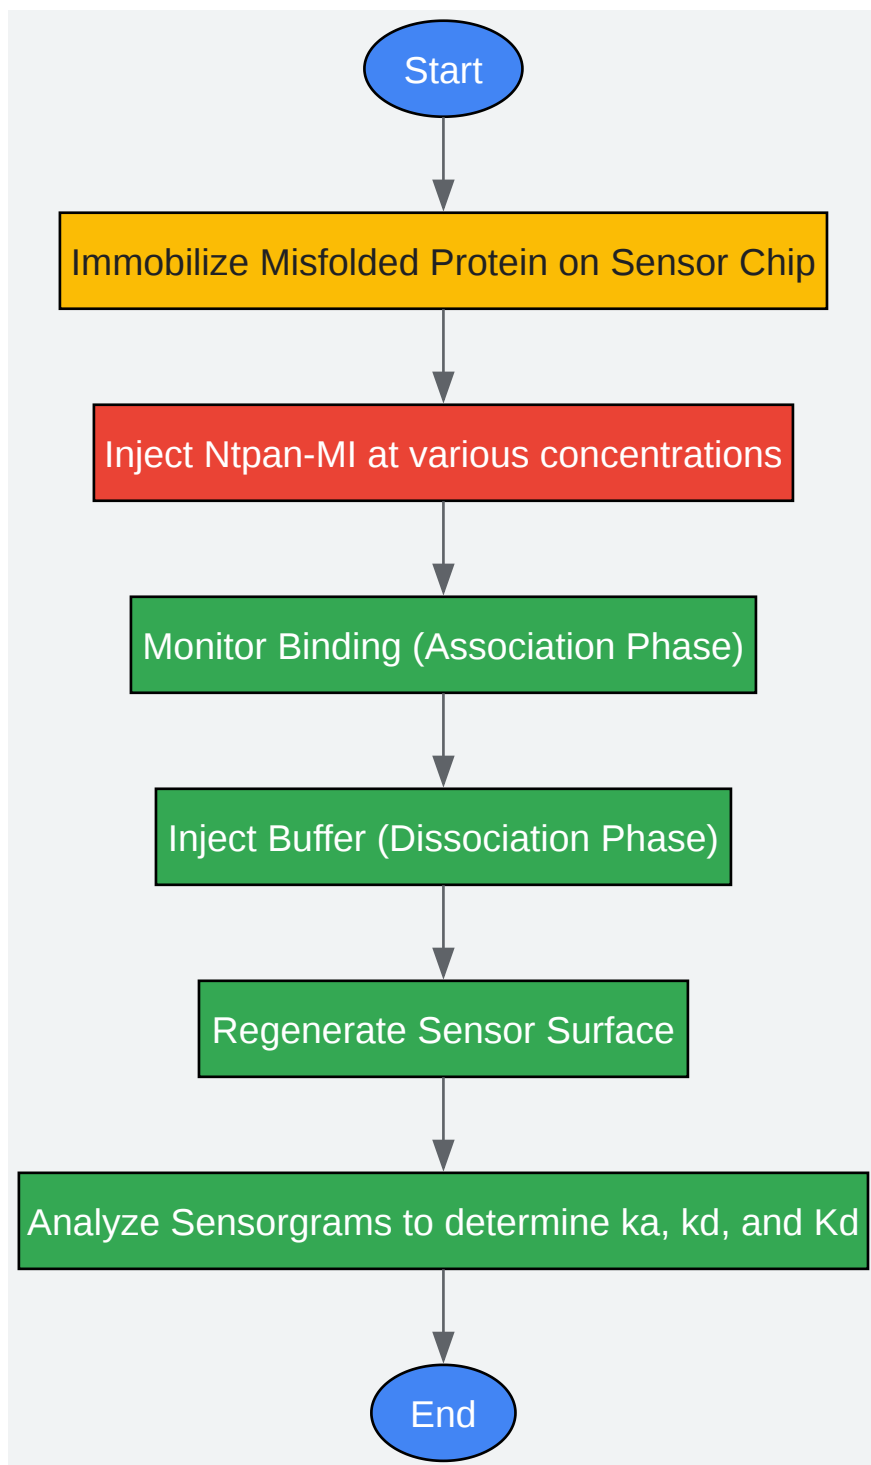 Start
Immobilize Misfolded Protein on Sensor Chip
Inject Ntpan-MI at various concentrations
Monitor Binding (Association Phase)
Inject Buffer (Dissociation Phase)
Regenerate Sensor Surface
Analyze Sensorgrams to determine ka, kd, and Kd
End